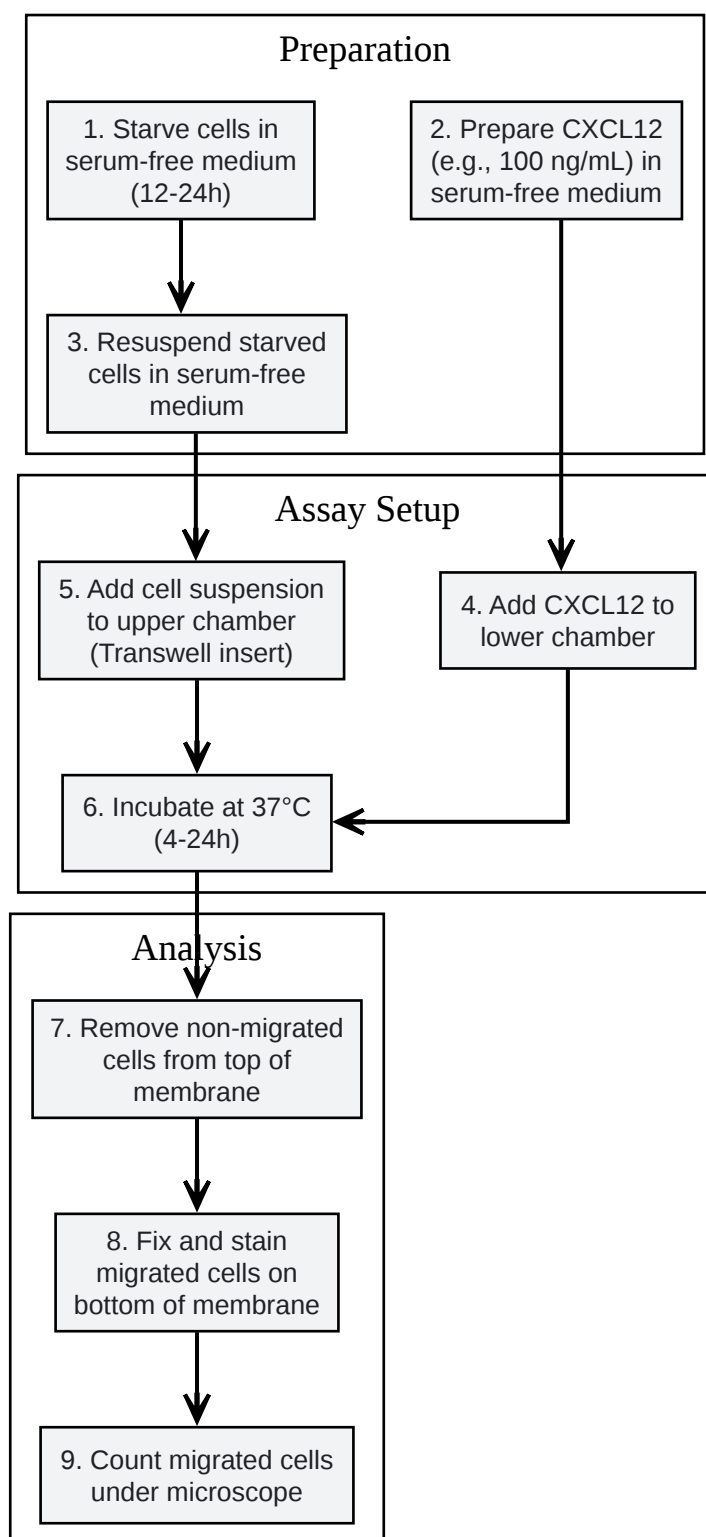 Preparation
1. Starve cells in
serum-free medium
(12-24h)
2. Prepare CXCL12
(e.g., 100 ng/mL) in
serum-free medium
3. Resuspend starved
cells in serum-free
medium
Assay Setup
5. Add cell suspension
to upper chamber
(Transwell insert)
4. Add CXCL12 to
lower chamber
6. Incubate at 37°C
(4-24h)
Analysis
7. Remove non-migrated
cells from top of
membrane
8. Fix and stain
migrated cells on
bottom of membrane
9. Count migrated cells
under microscope